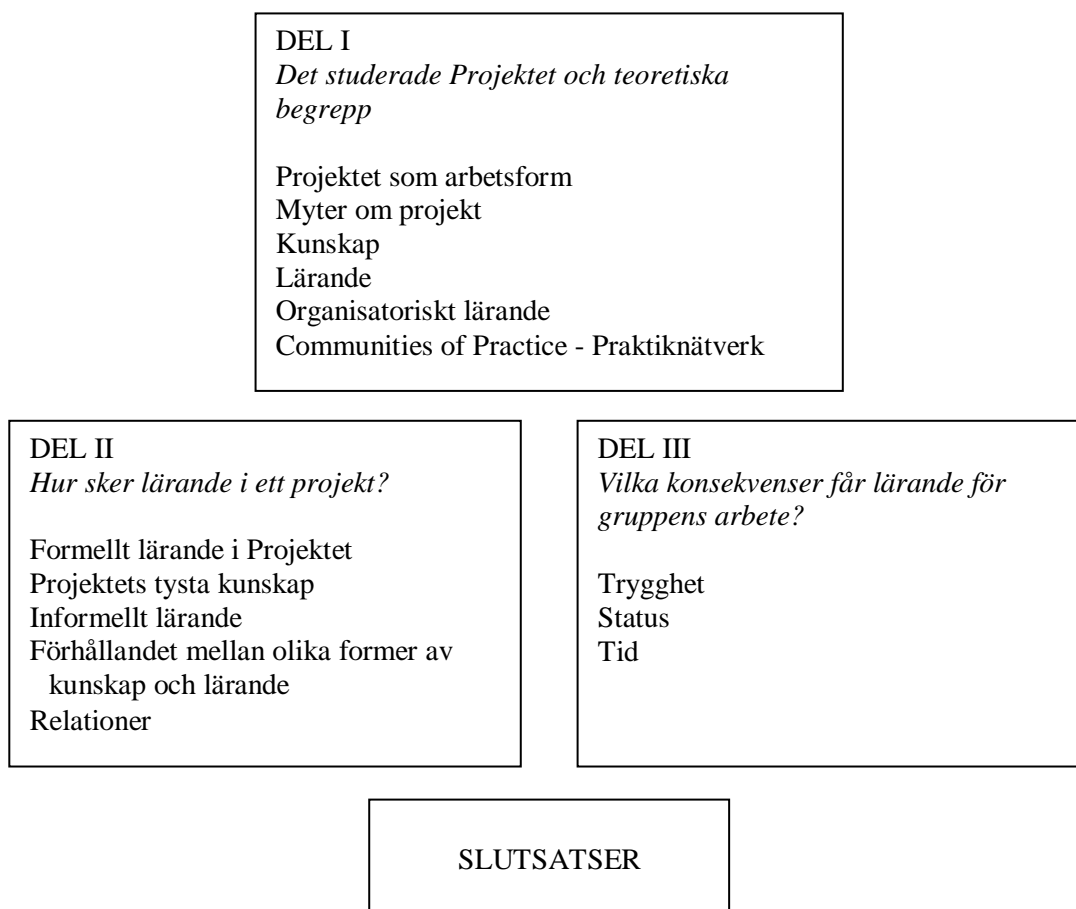 DEL I
Det studerade Projektet och teoretiska
begrepp
Projektet som arbetsform
Myter om projekt
Kunskap
Lärande
Organisatoriskt lärande
Communities of Practice - Praktiknätverk
DEL II
Hur sker lärande i ett projekt?
Formellt lärande i Projektet
Projektets tysta kunskap
Informellt lärande
Förhållandet mellan olika former av
kunskap och lärande
Relationer
DEL III
Vilka konsekvenser får lärande för
gruppens arbete?
Trygghet
Status
Tid
SLUTSATSER